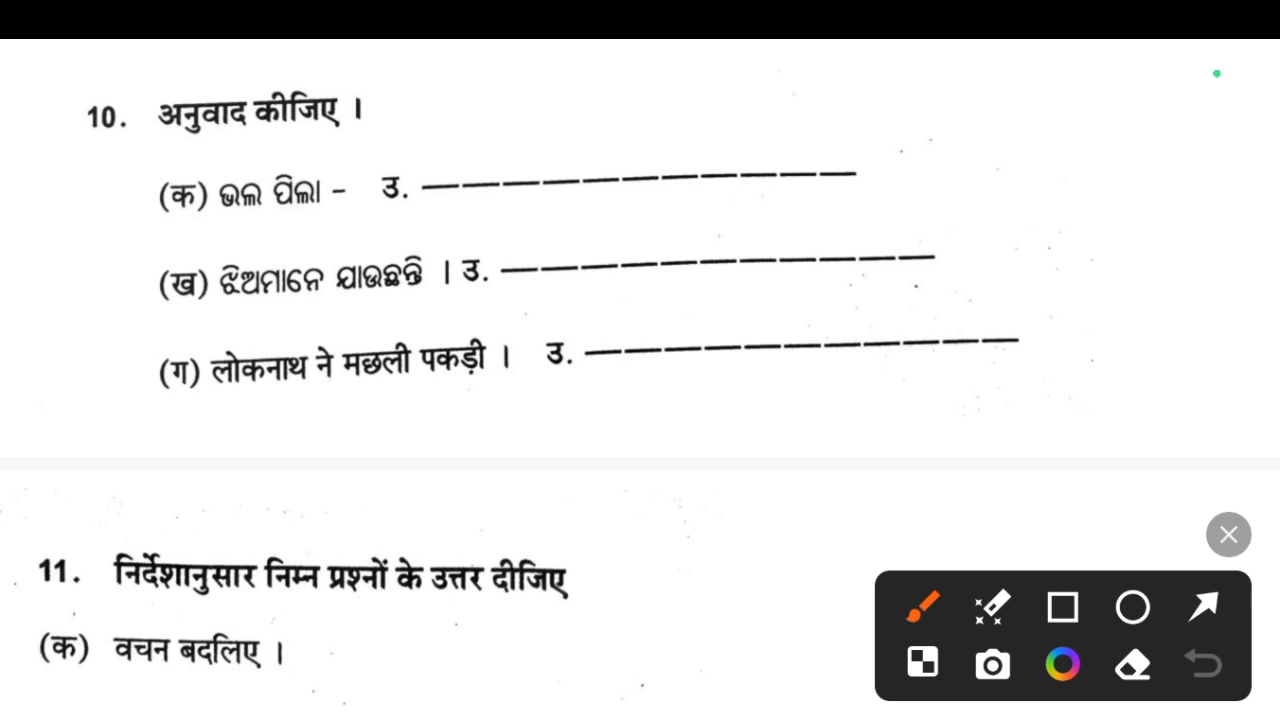 10. अनुवाद कीजिए ।
(क) ଭଲ ପିଲା - उ. ———————————
(ख) ଝିଅମାନେ ଯାଉଛନ୍ତି । उ. ———————————
(ग) लोकनाथ ने मछली पकड़ी । उ. ———————————
11. निर्देशानुसार निम्न प्रश्नों के उत्तर दीजिए
(क) वचन बदलिए ।